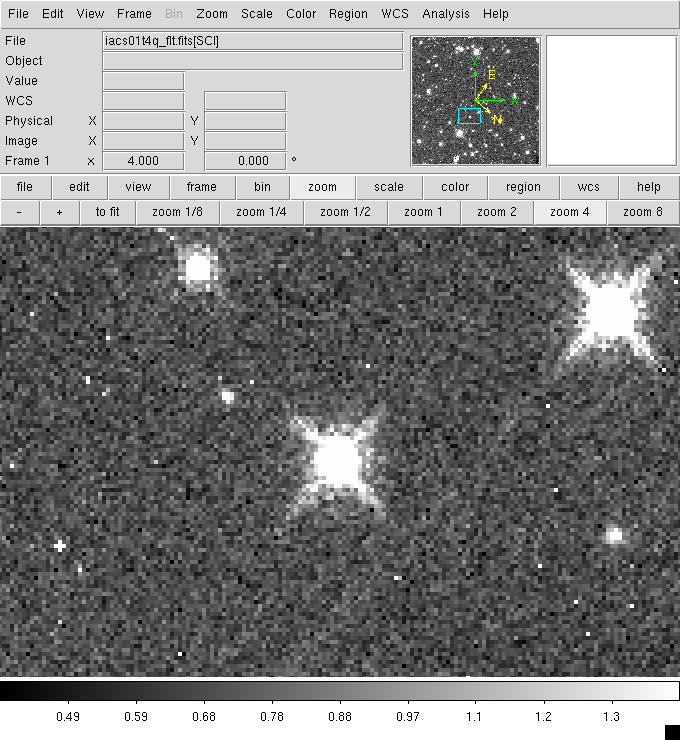 File Edit View Frame Bin Zoom Scale Color Region WCS Analysis Help
File iacs01t4q_flt.fits[SCI]
Object
Value
WCS
Physical X Y
Image X Y
Frame 1 x 4.000 0.000 °
Y
E
X
N
file edit view frame bin zoom scale color region wcs help
- + to fit zoom 1/8 zoom 1/4 zoom 1/2 zoom 1 zoom 2 zoom 4 zoom 8
0.49 0.59 0.68 0.78 0.88 0.97 1.1 1.2 1.3